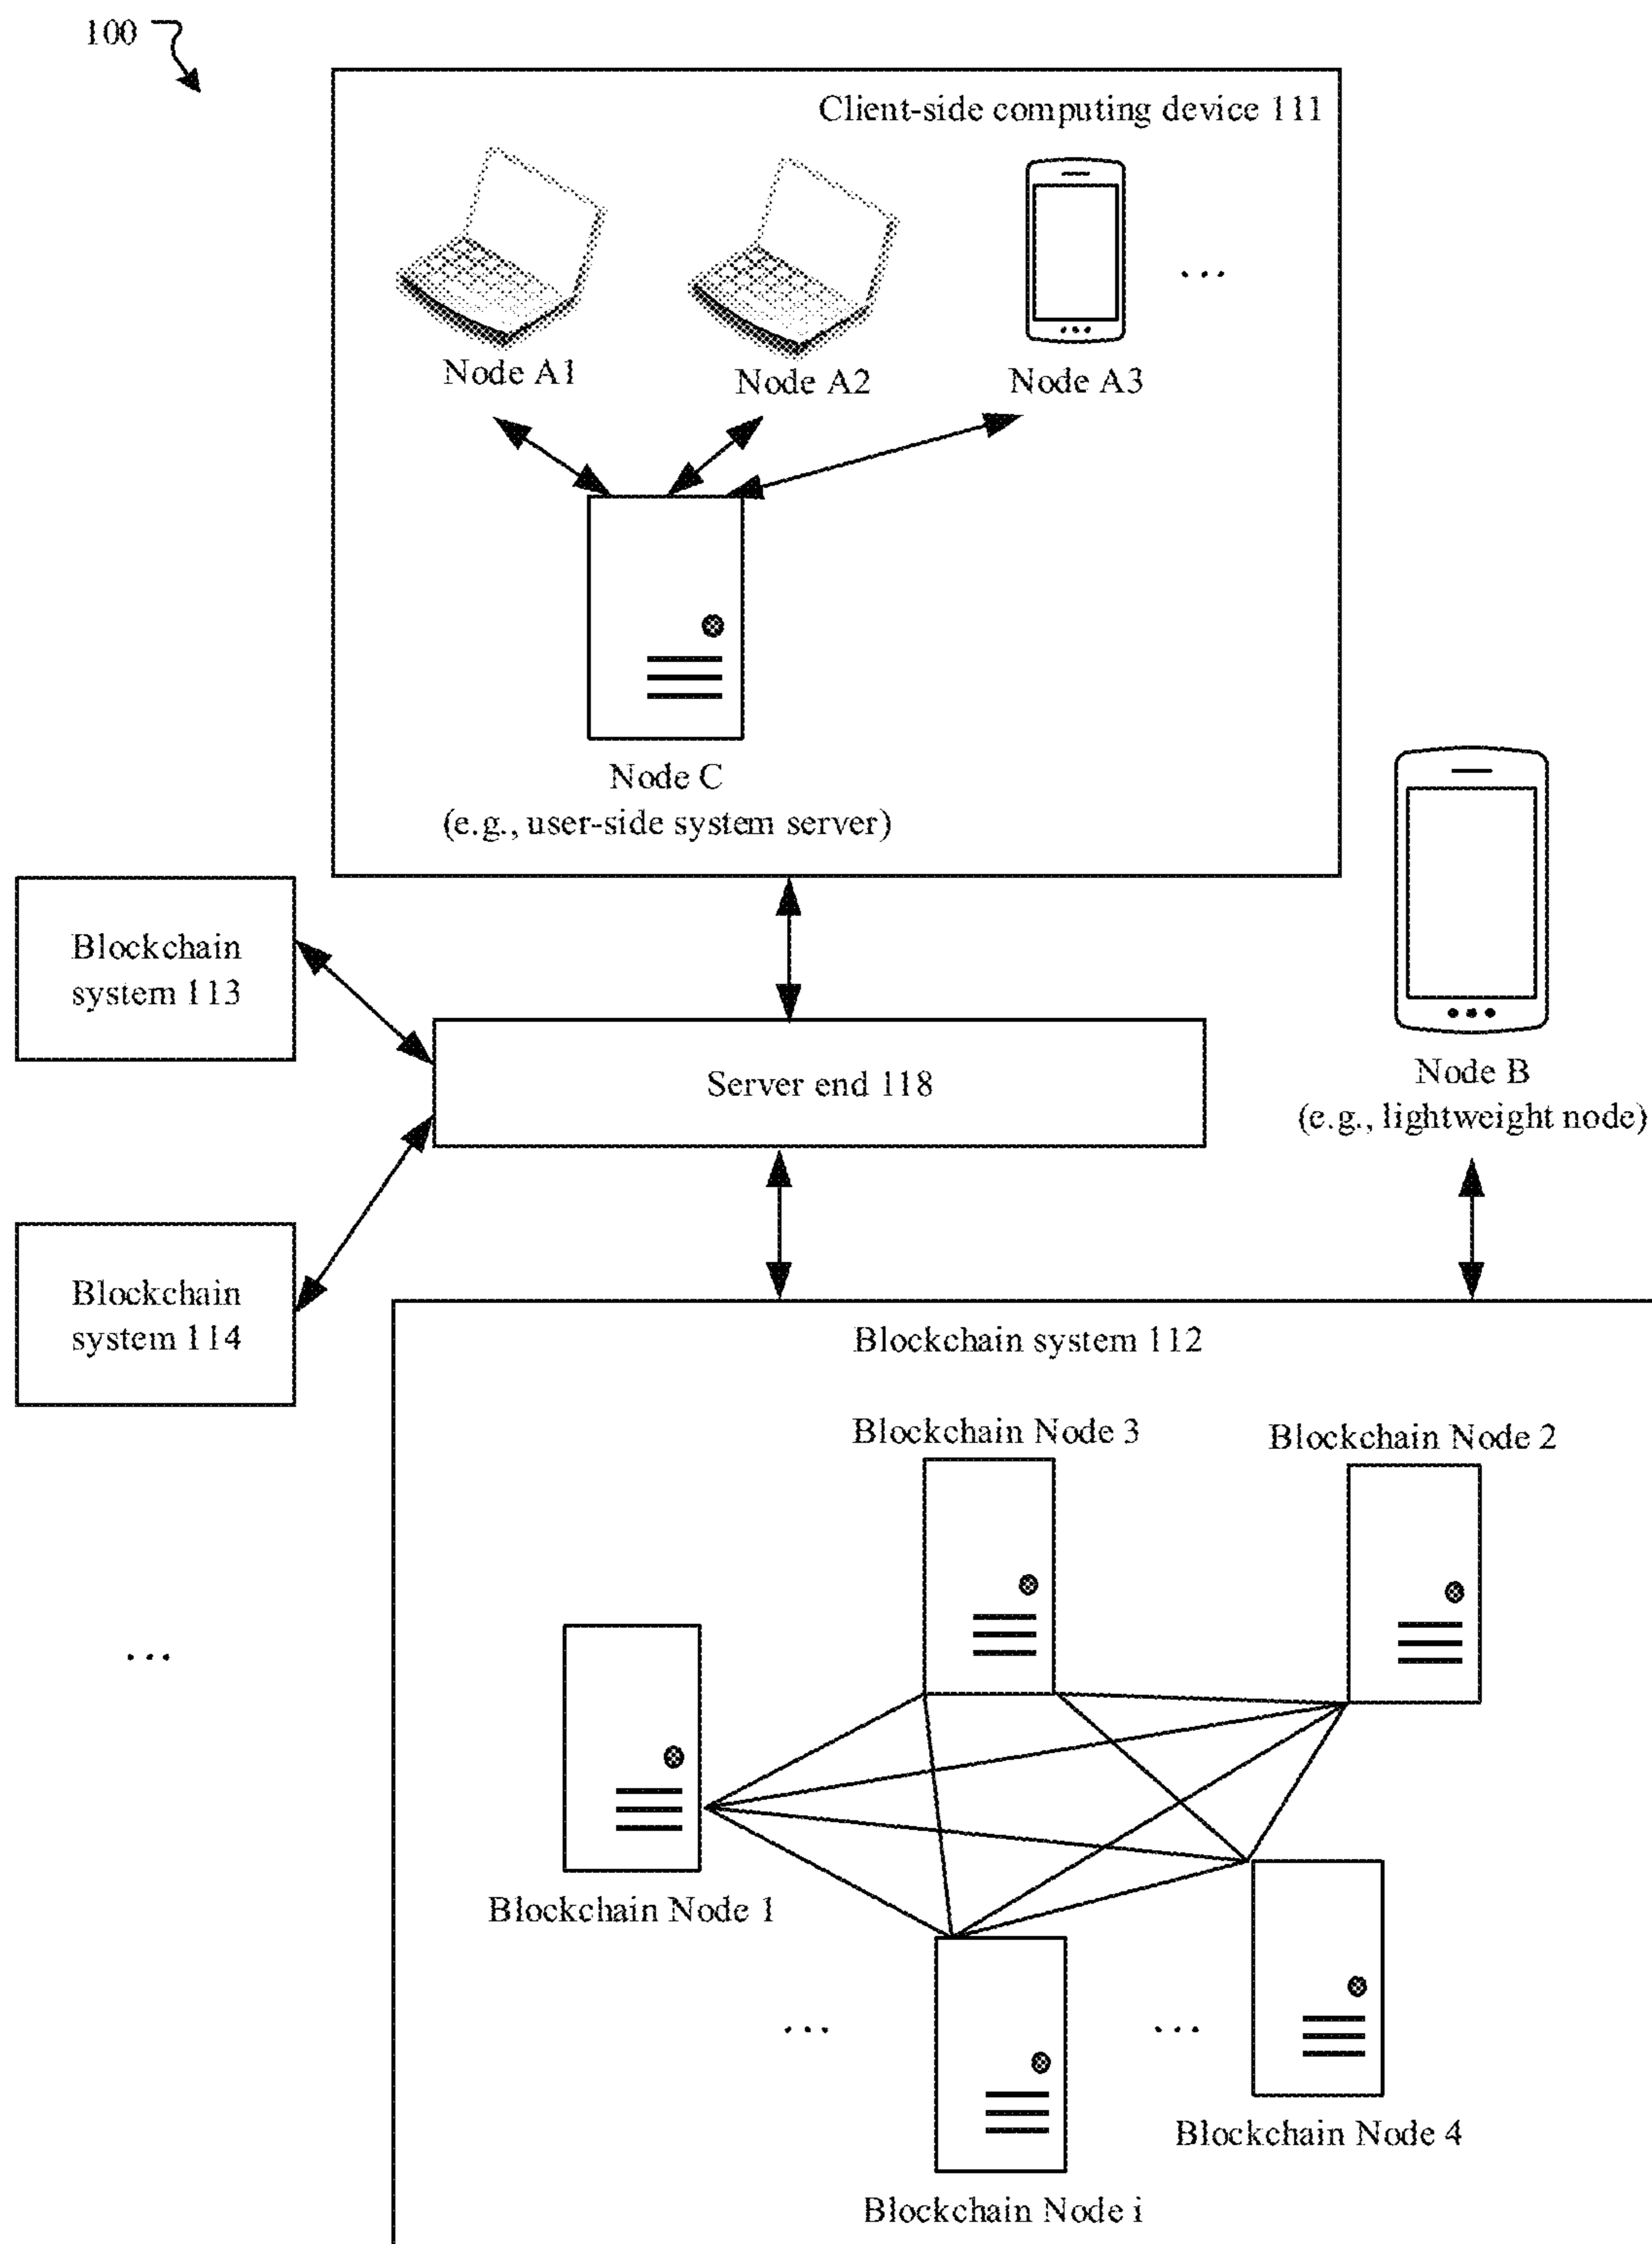 100
Client-side computing device 111
...
Node A1
Node A2
Node A3
Node C
(e.g., user-side system server)
Blockchain
system 113
Server end 118
Node B
(e.g., lightweight node)
Blockchain
system 114
Blockchain system 112
Blockchain Node 3
Blockchain Node 2
...
Blockchain Node 1
...
...
Blockchain Node 4
Blockchain Node i